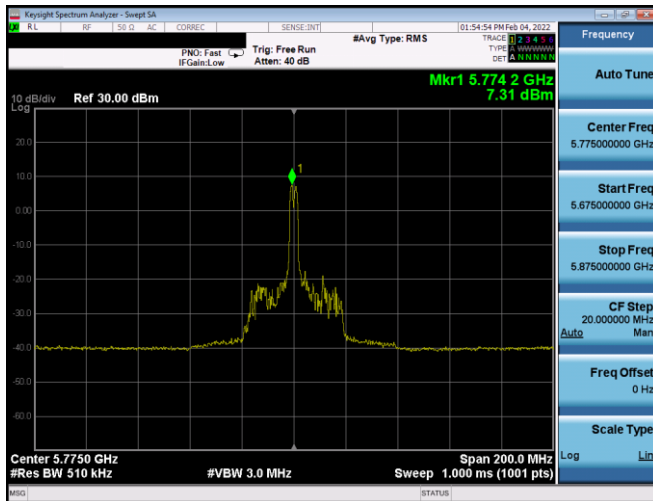 Keysight Spectrum Analyzer - Swept SA
RL RF 50 Ω AC CORREC SENSE:INT 01:54:54 PM Feb 04, 2022
#Avg Type: RMS
TRACE 1 2 3 4 5 6
PNO: Fast Trig: Free Run TYPE A WWWWW
IFGain:Low Atten: 40 dB DET A N N N N N
Mkr1 5.774 2 GHz
7.31 dBm
10 dB/div Ref 30.00 dBm
Log
1
20.0
10.0
0.00
-10.0
-20.0
-30.0
-40.0
-50.0
-60.0
Center 5.7750 GHz Span 200.0 MHz
#Res BW 510 kHz #VBW 3.0 MHz Sweep 1.000 ms (1001 pts)
MSG STATUS
Frequency
Auto Tune
Center Freq
5.775000000 GHz
Start Freq
5.675000000 GHz
Stop Freq
5.875000000 GHz
CF Step
20.000000 MHz
Auto Man
Freq Offset
0 Hz
Scale Type
Log Lin